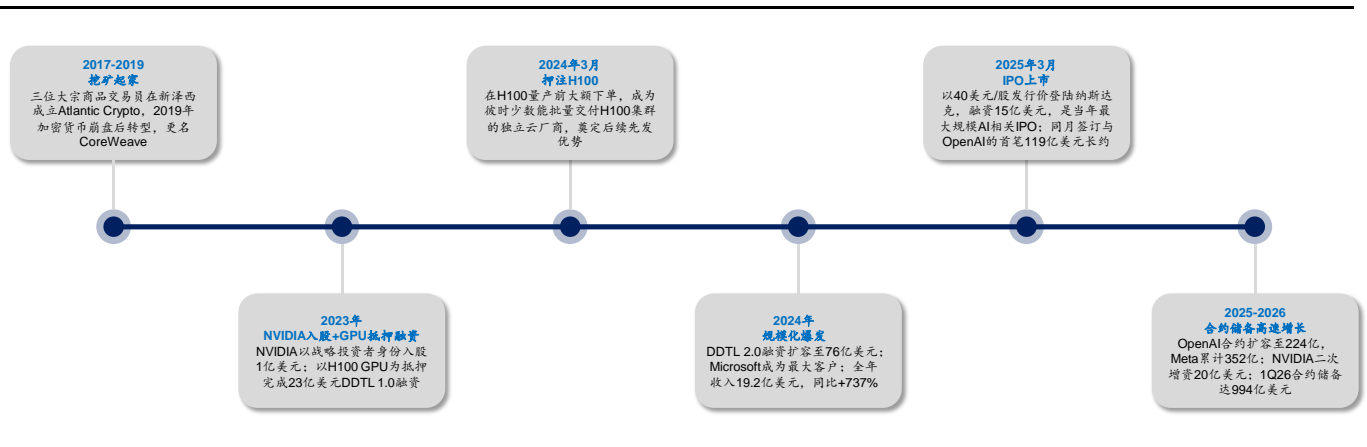 2017-2019
挖矿起家
三位大宗商品交易员在新泽西
成立Atlantic Crypto，2019年
加密货币崩盘后转型，更名
CoreWeave
2023年
NVIDIA入股+GPU抵押融资
NVIDIA以战略投资者身份入股
1亿美元；以H100 GPU为抵押
完成23亿美元DDTL 1.0融资
2024年3月
押注H100
在H100量产前大额下单，成为
彼时少数能批量交付H100集群
的独立云厂商，奠定后续先发
优势
2024年
规模化爆发
DDTL 2.0融资扩容至76亿美元；
Microsoft成为最大客户；全年
收入19.2亿美元，同比+737%
2025年3月
IPO上市
以40美元/股发行价登陆纳斯达
克，融资15亿美元，是当年最
大规模AI相关IPO；同月签订与
OpenAI的首笔119亿美元长约
2025-2026
合约储备高速增长
OpenAI合约扩容至224亿，
Meta累计352亿；NVIDIA二次
增资20亿美元；1Q26合约储备
达994亿美元